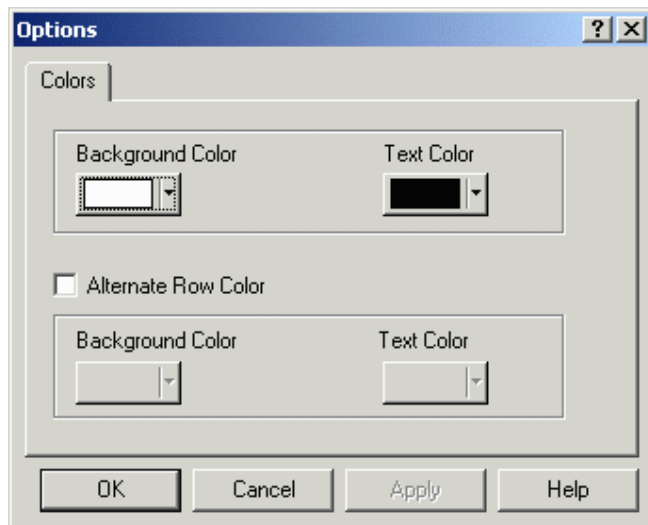 Options
Colors
Background Color Text Color
Alternate Row Color
Background Color Text Color
OK Cancel Apply Help